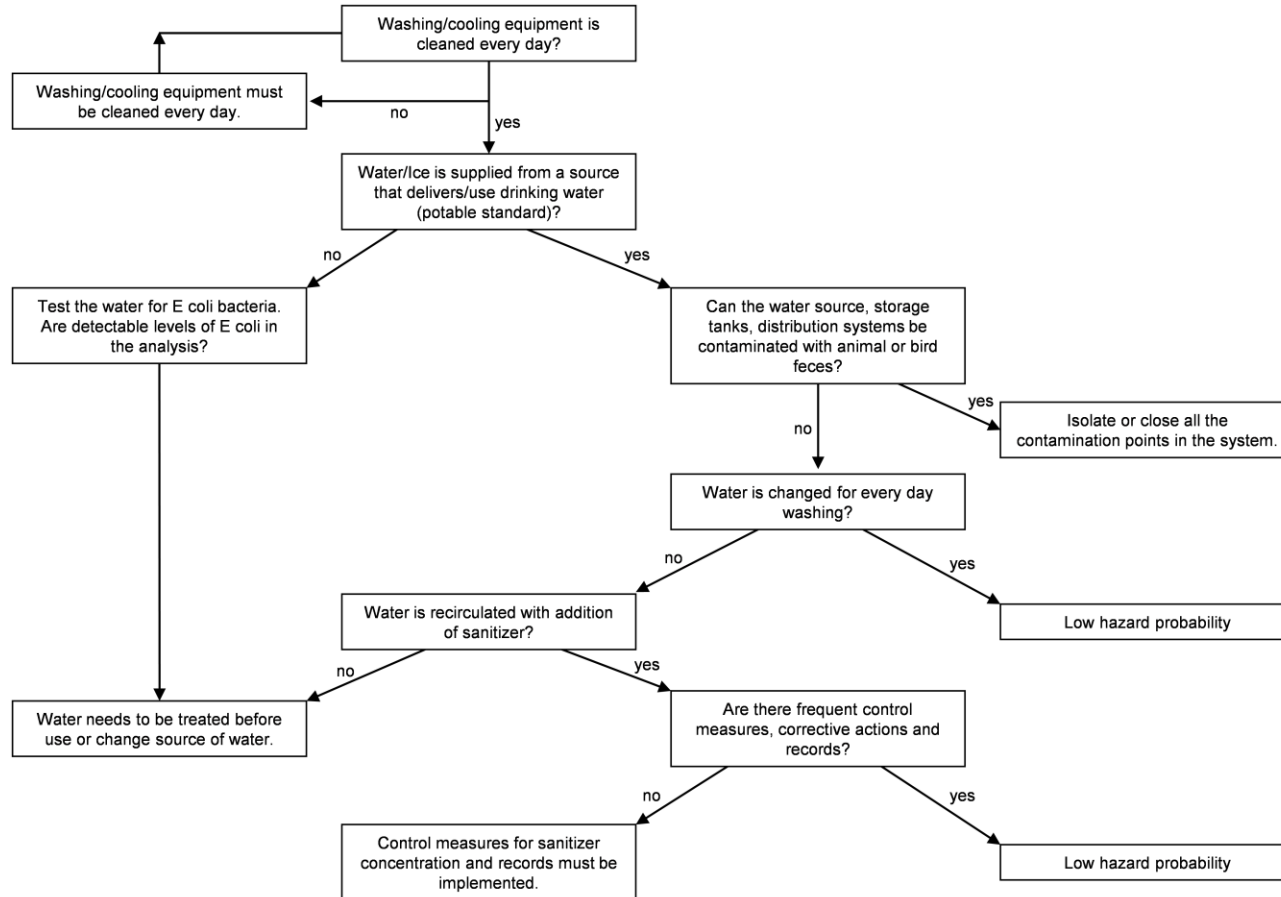 Washing/cooling equipment is
cleaned every day?
Washing/cooling equipment must
be cleaned every day.
no
yes
Water/Ice is supplied from a source
that delivers/use drinking water
(potable standard)?
no
yes
Test the water for E coli bacteria.
Are detectable levels of E coli in
the analysis?
Can the water source, storage
tanks, distribution systems be
contaminated with animal or bird
feces?
yes
no
Isolate or close all the
contamination points in the system.
Water is changed for every day
washing?
no
yes
Water is recirculated with addition
of sanitizer?
Low hazard probability
no
yes
Water needs to be treated before
use or change source of water.
Are there frequent control
measures, corrective actions and
records?
no
yes
Control measures for sanitizer
concentration and records must be
implemented.
Low hazard probability